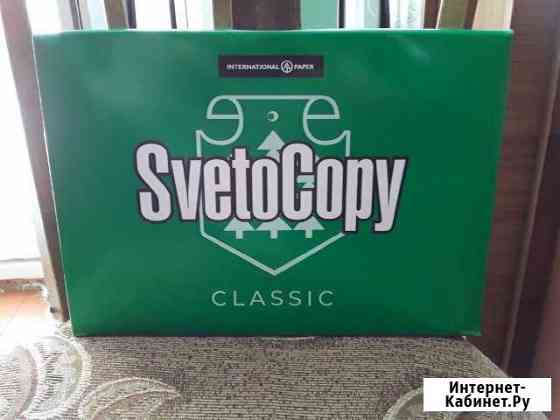 INTERNATIONAL PAPER
SvetoCopy
CLASSIC
Интернет-
Кабинет.Ру